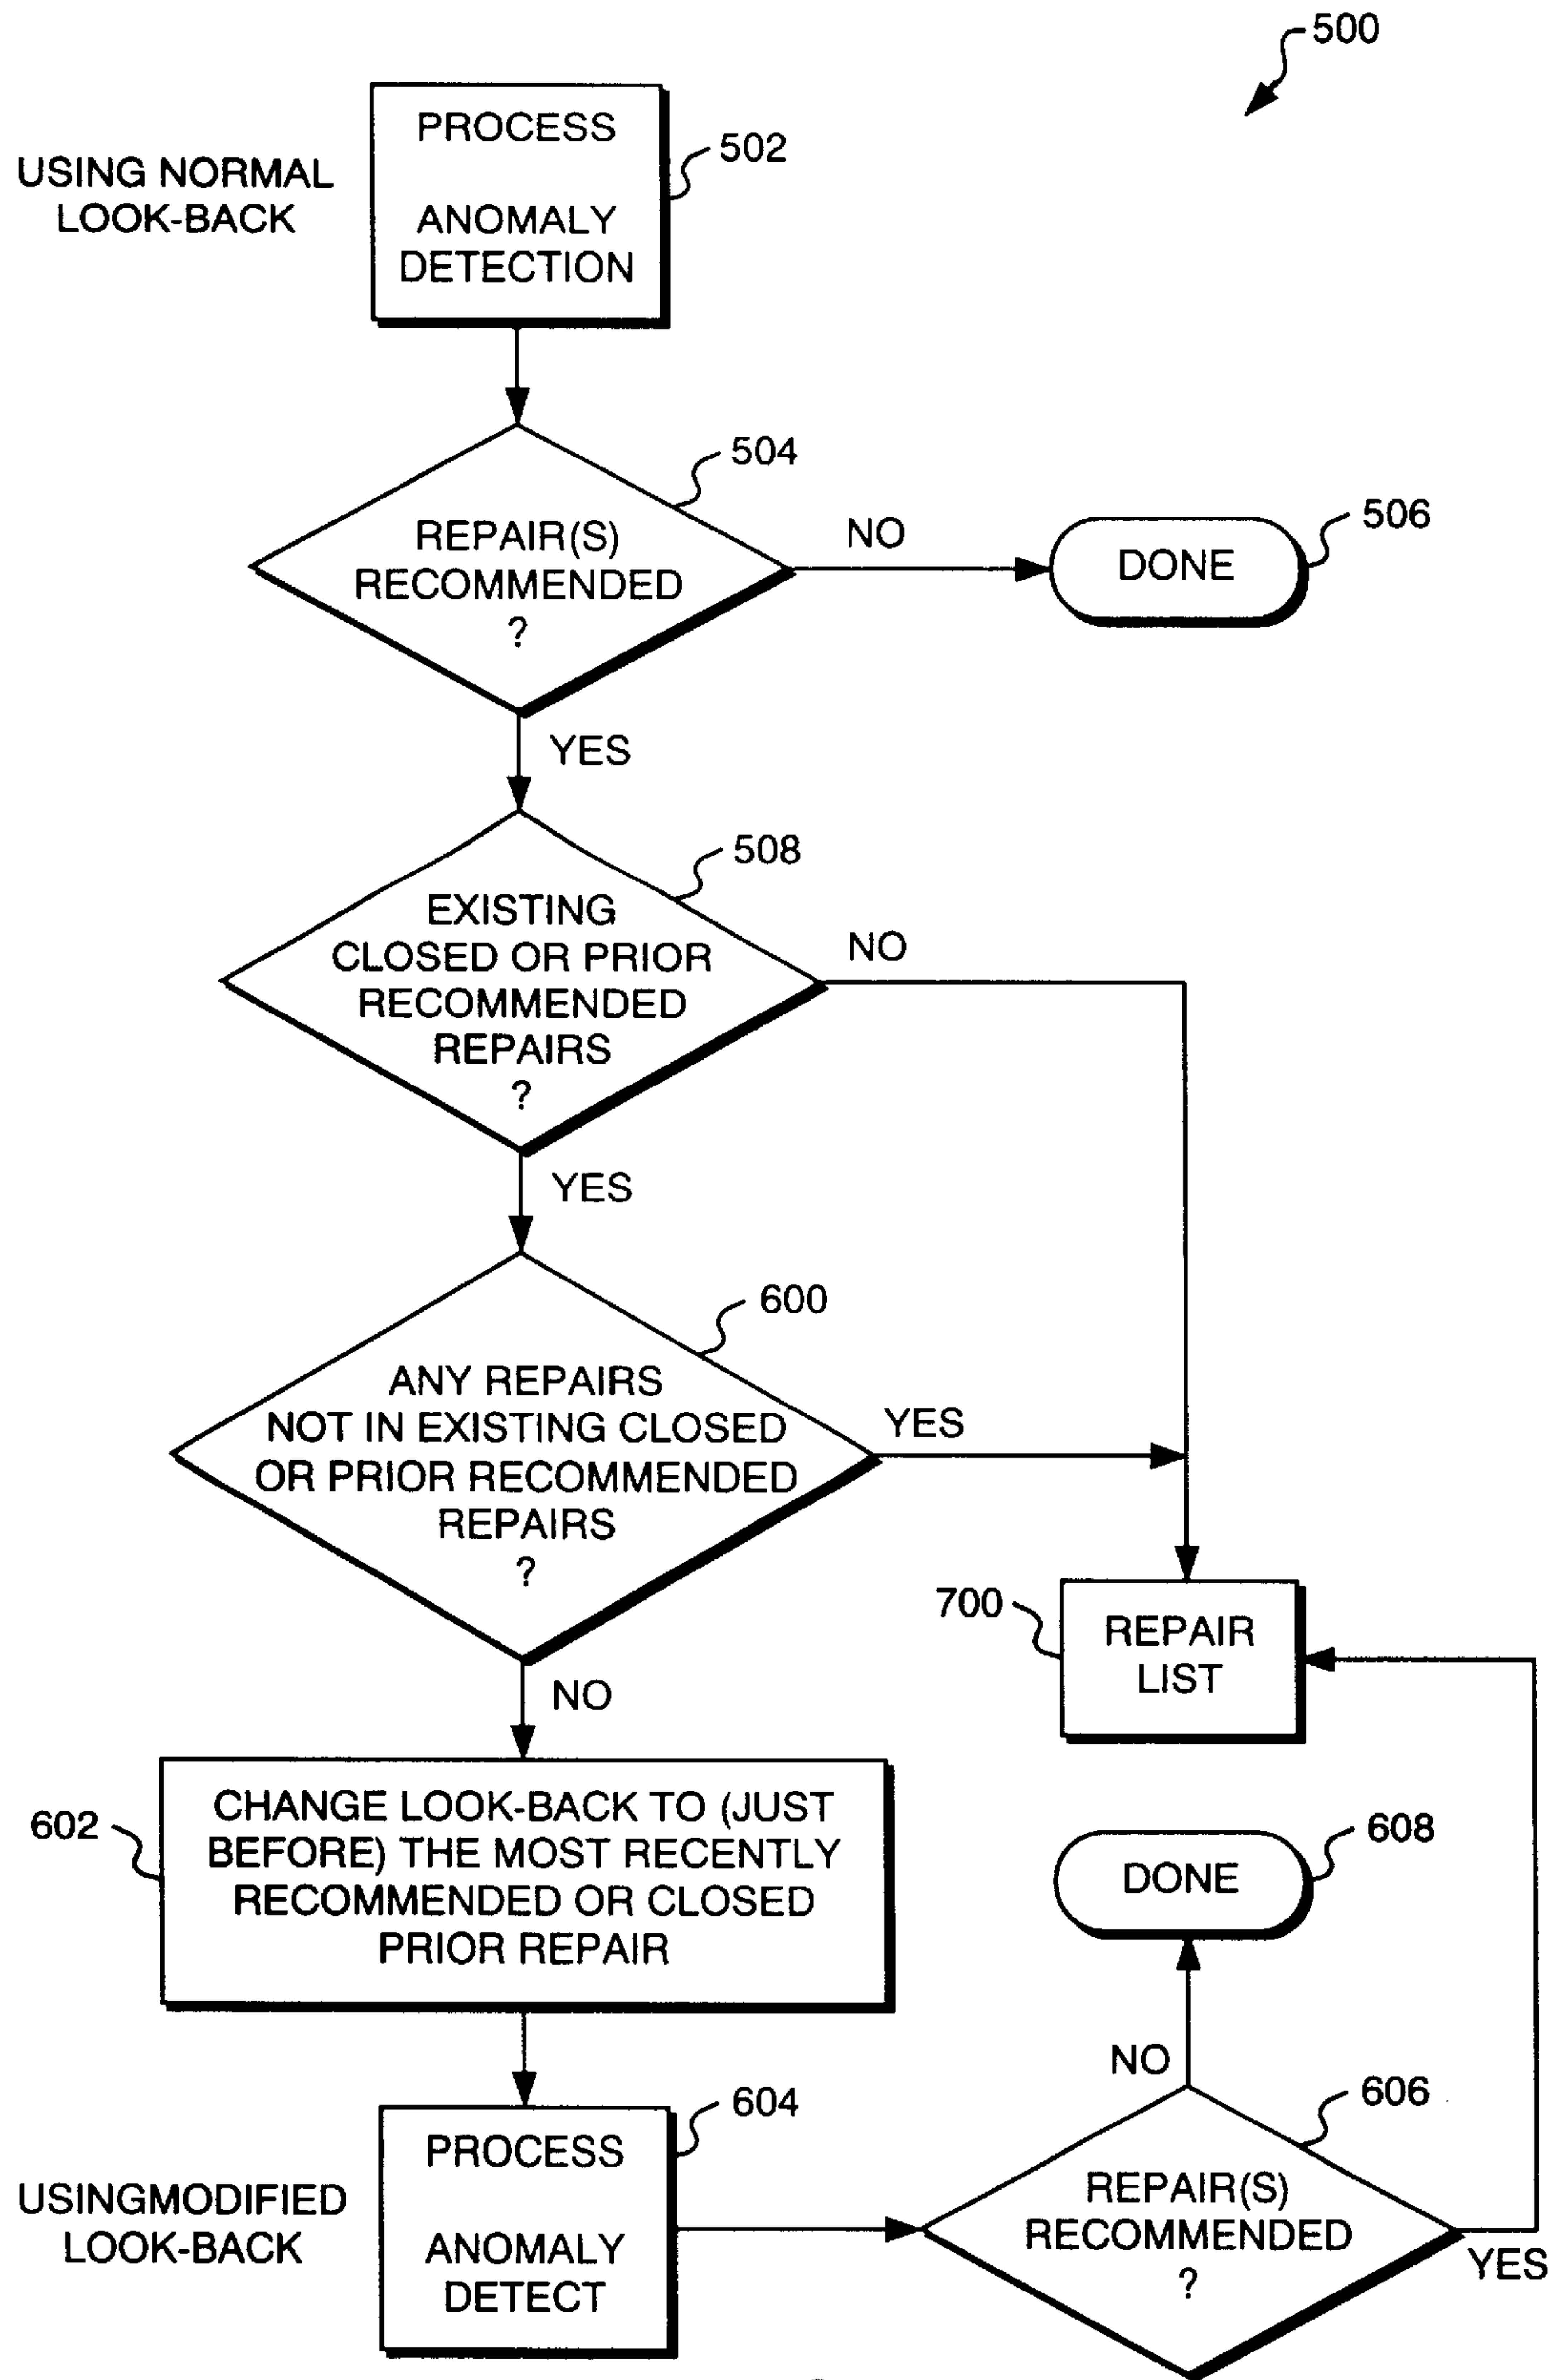 500
PROCESS
ANOMALY
DETECTION
502
USING NORMAL
LOOK-BACK
504
REPAIR(S)
RECOMMENDED
?
NO
DONE
506
YES
508
EXISTING
CLOSED OR PRIOR
RECOMMENDED
REPAIRS
?
NO
YES
600
ANY REPAIRS
NOT IN EXISTING CLOSED
OR PRIOR RECOMMENDED
REPAIRS
?
YES
700
REPAIR
LIST
NO
602
CHANGE LOOK-BACK TO (JUST
BEFORE) THE MOST RECENTLY
RECOMMENDED OR CLOSED
PRIOR REPAIR
DONE
608
NO
604
PROCESS
ANOMALY
DETECT
USINGMODIFIED
LOOK-BACK
606
REPAIR(S)
RECOMMENDED
?
YES